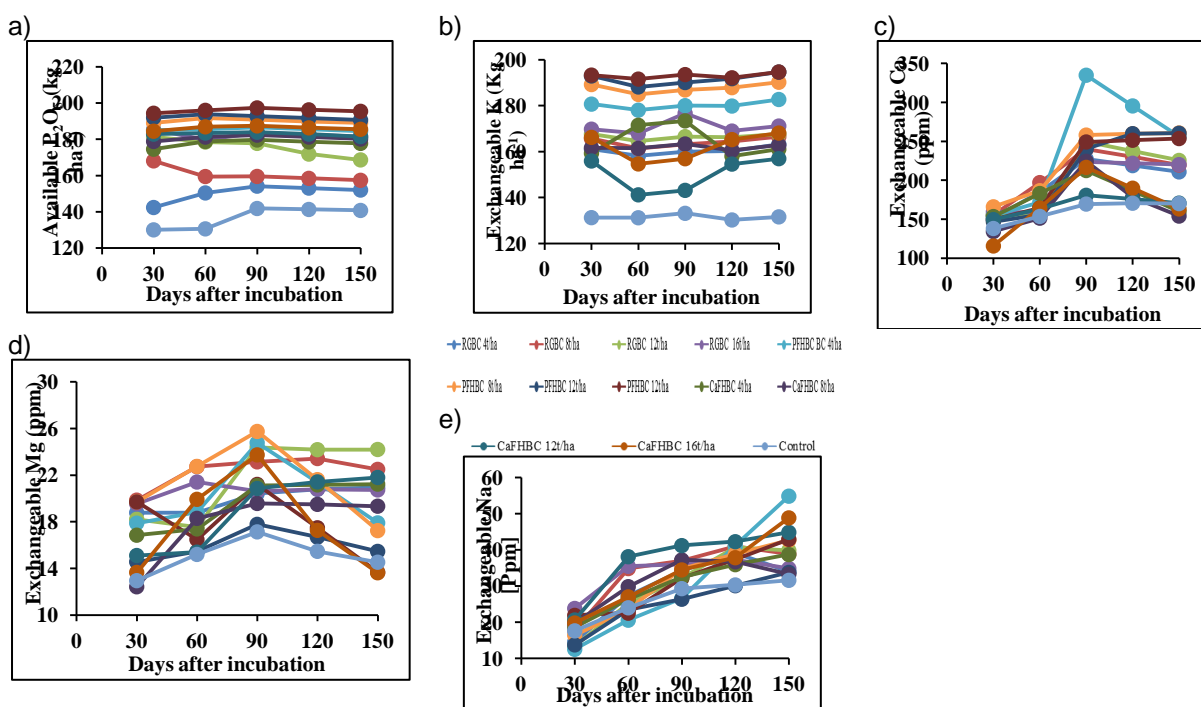 a)
Available P₂O₅(kg
ha⁻¹)
220
200
180
160
140
120
0 30 60 90 120 150
Days after incubation
b)
Exchangeable K (Kg
ha⁻¹)
200
180
160
140
120
0 30 60 90 120 150
Days after incubation
c)
Exchangeable Ca
(ppm)
350
300
250
200
150
100
0 30 60 90 120 150
Days after incubation
RGBC 4t/ha RGBC 8t/ha RGBC 12t/ha RGBC 16t/ha PFHBC BC 4t/ha
PFHBC 8t/ha PFHBC 12t/ha PFHBC 12t/ha CaFHBC 4t/ha CaFHBC 8t/ha
d)
Exchangeable Mg (ppm)
30
26
22
18
14
0 30 60 90 120 150
Days after incubation
e)
CaFHBC 12t/ha CaFHBC 16t/ha Control
Exchangeable Na
[Ppm]
60
50
40
30
20
10
0 30 60 90 120 150
Days after incubation